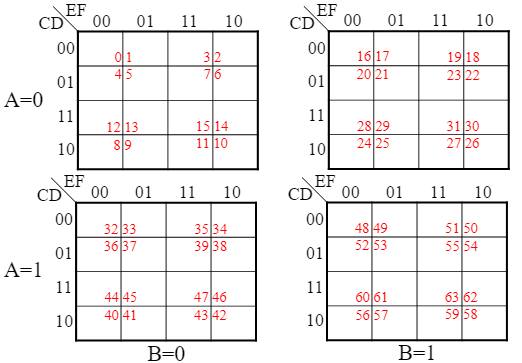 EF EF
CD 00 01 11 10 CD 00 01 11 10
00 0 1 3 2 00 16 17 19 18
01 4 5 7 6 01 20 21 23 22
A=0
11 12 13 15 14 11 28 29 31 30
10 8 9 11 10 10 24 25 27 26
EF EF
CD 00 01 11 10 CD 00 01 11 10
00 32 33 35 34 00 48 49 51 50
01 36 37 39 38 01 52 53 55 54
A=1
11 44 45 47 46 11 60 61 63 62
10 40 41 43 42 10 56 57 59 58
B=0 B=1